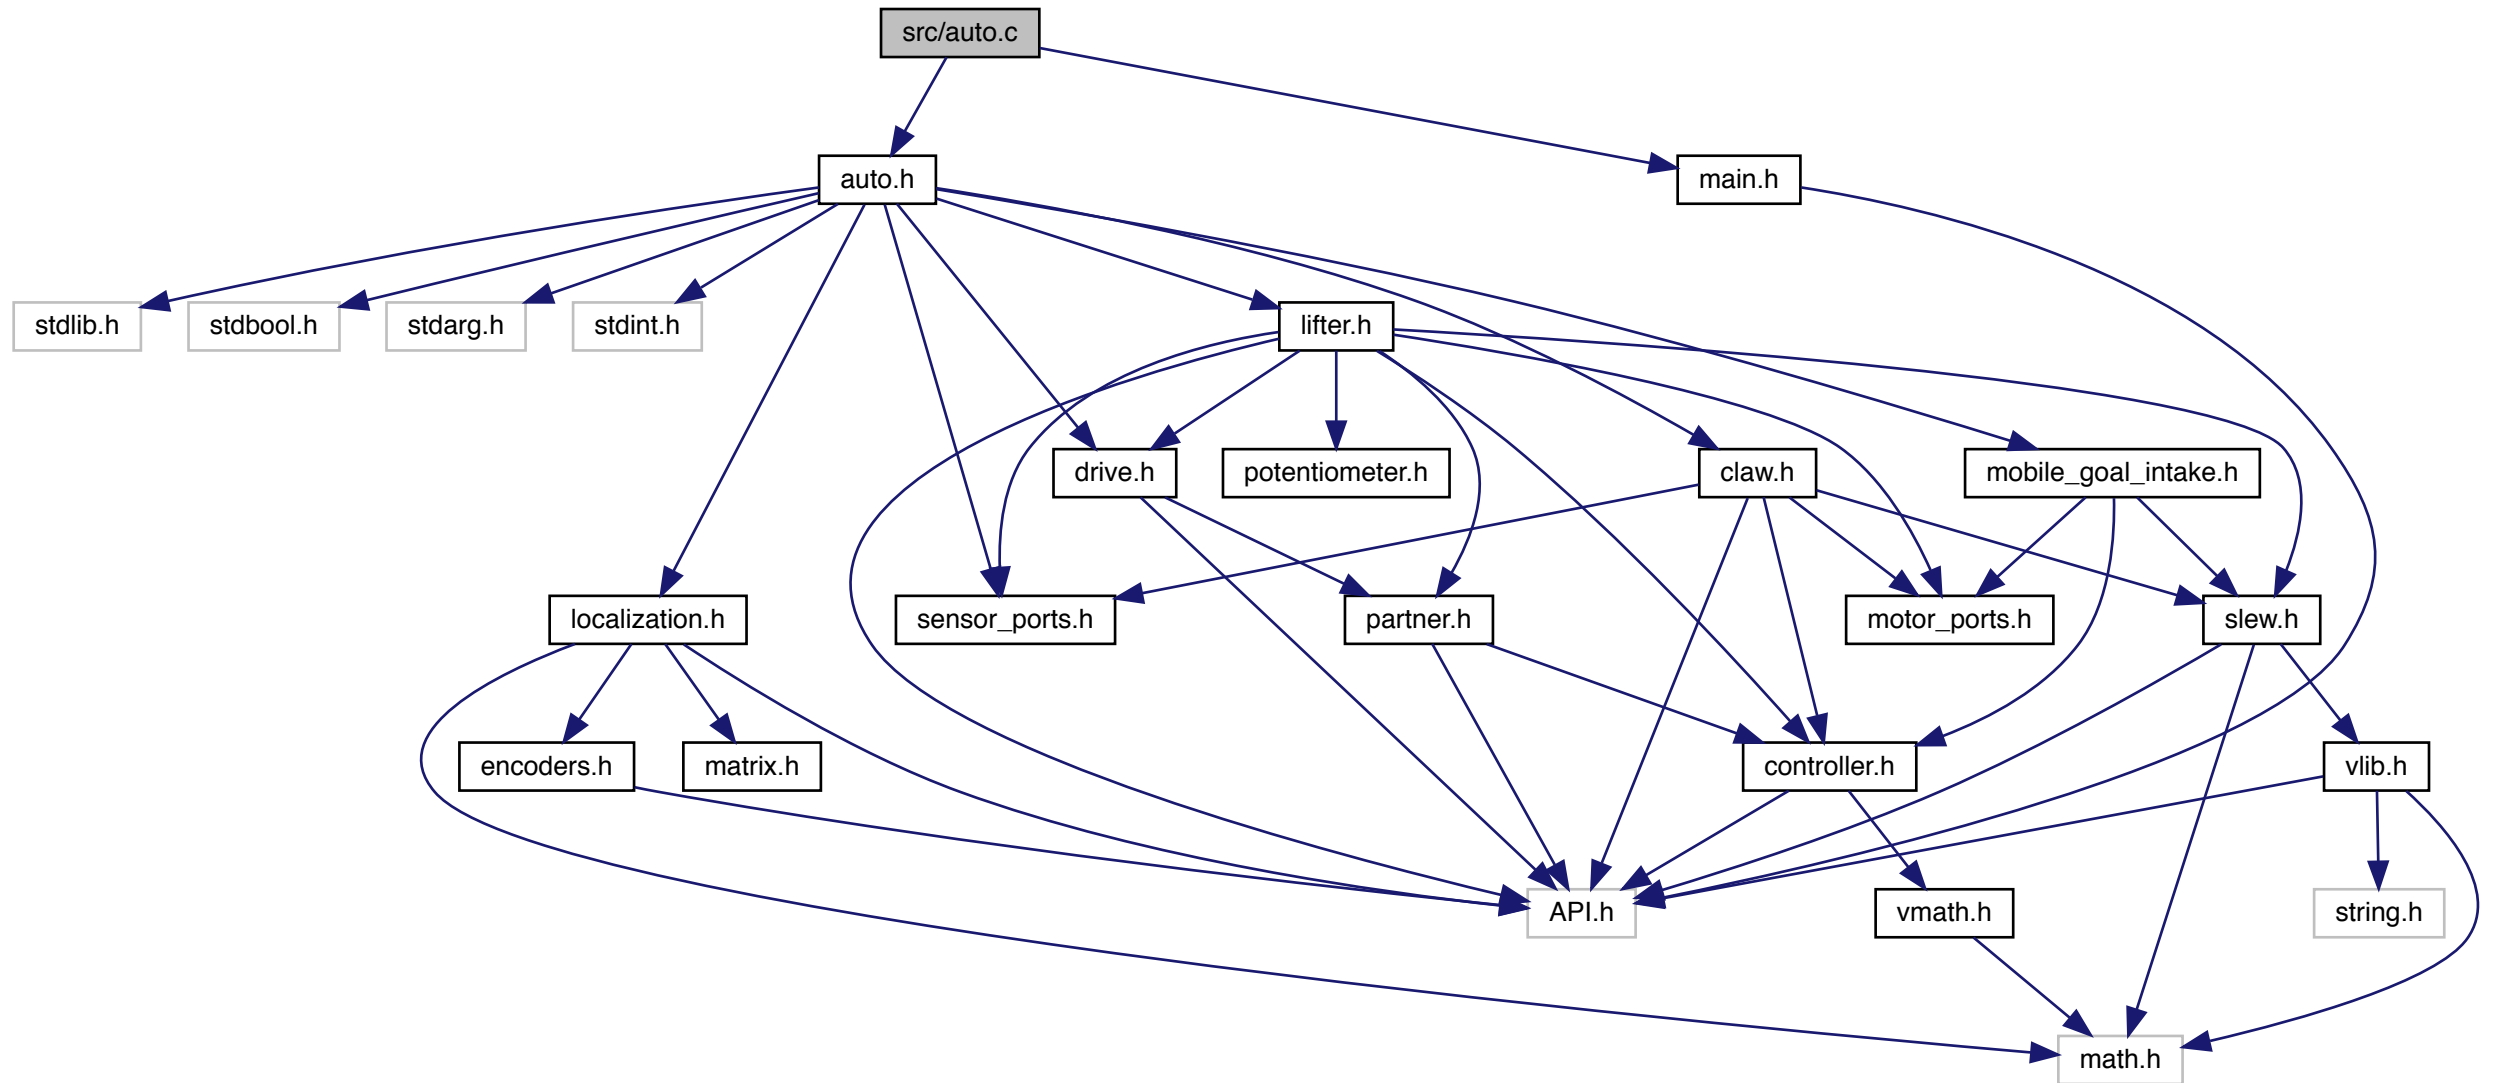 src/auto.c
auto.h
main.h
stdlib.h
stdbool.h
stdarg.h
stdint.h
lifter.h
drive.h
potentiometer.h
claw.h
mobile_goal_intake.h
localization.h
sensor_ports.h
partner.h
motor_ports.h
slew.h
encoders.h
matrix.h
controller.h
vlib.h
API.h
vmath.h
string.h
math.h